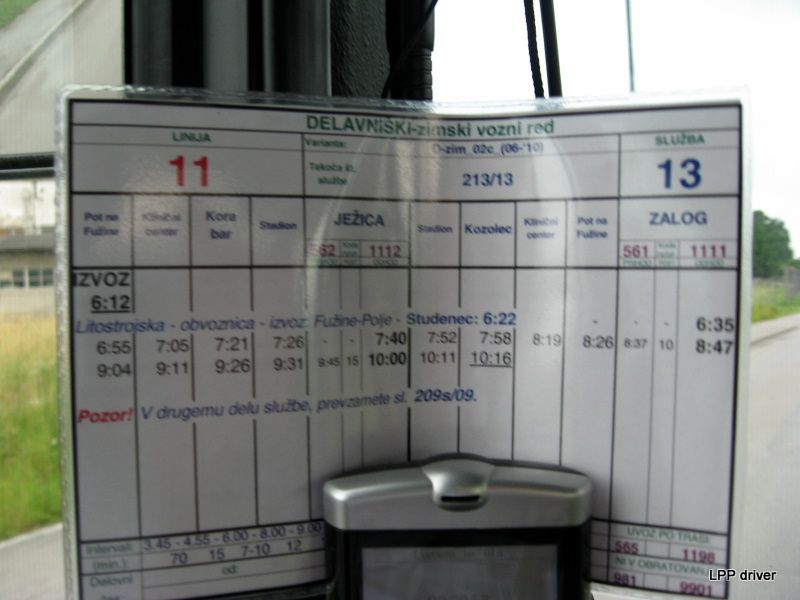 DELAVNIŠKI-zimski vozni red
LINIJA
11
Varianta: D-zim_02c_(06-'10)
Tekoča št. službe 213/13
SLUŽBA
13
Pot na Fužine Klinični center Kora bar Stadion JEŽICA Stadion Kozolec Klinični center Pot na Fužine ZALOG
562 1112 561 1111
IZVOZ
6:12
Litostrojska - obvoznica - izvoz: Fužine-Polje - Studenec: 6:22 - - - 6:35
6:55 7:05 7:21 7:26 - - 7:40 7:52 7:58 8:19 8:26 8:37 10 8:47
9:04 9:11 9:26 9:31 9:45 15 10:00 10:11 10:16
Pozor! V drugemu delu službe, prevzamete sl. 209s/09.
Intervali: 3.45 - 4.55 - 6.00 - 8.00 - 9.00
(min.): 70 15 7-10 12
Delovni od:
UVOZ PO TRASI
565 1198
NI V OBRATOVANJU
981 9901
LPP driver